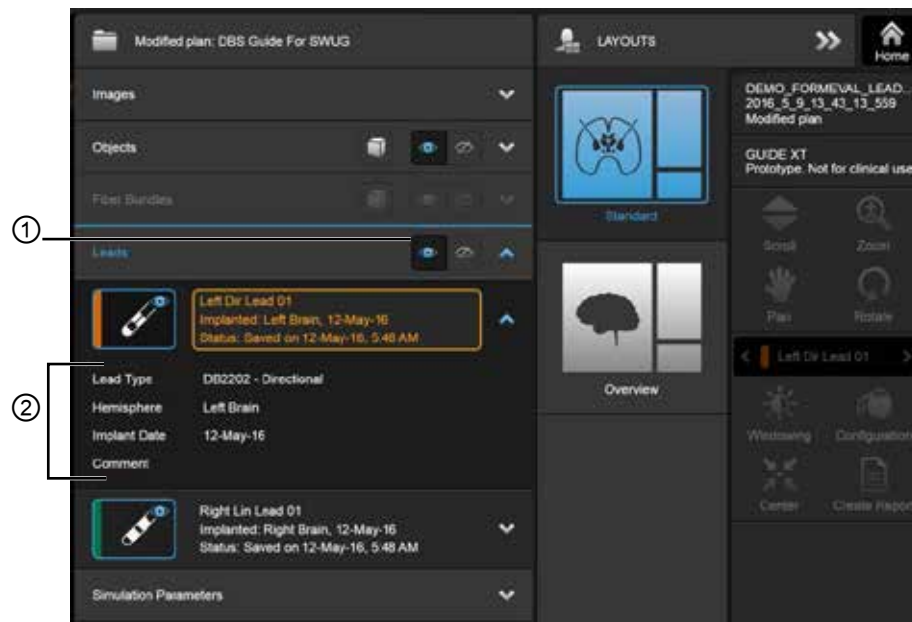 Modified plan: DBS Guide For SWUG
Images
Objects
Fiber Bundles
Leads
Left Dir Lead 01
Implanted: Left Brain, 12-May-16
Status: Saved on 12-May-16, 5:48 AM
Lead Type DB2202 - Directional
Hemisphere Left Brain
Implant Date 12-May-16
Comment
Right Lin Lead 01
Implanted: Right Brain, 12-May-16
Status: Saved on 12-May-16, 5:48 AM
Simulation Parameters
1
2
LAYOUTS
Standard
Overview
Home
DEMO_FORMEVAL_LEAD...
2016_5_9_13_43_13_559
Modified plan
GUIDE XT
Prototype. Not for clinical use
Scroll Zoom
Pan Rotate
Left Dir Lead 01
Windowing Configuration
Center Create Report